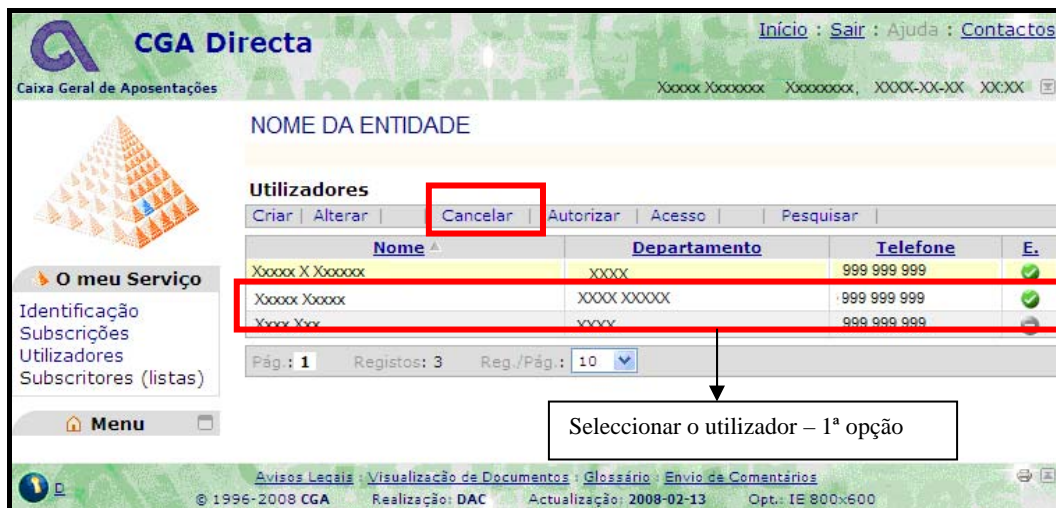 CGA Directa
Início : Sair : Ajuda : Contactos
Caixa Geral de Aposentações
Xxxxx Xxxxxxx Xxxxxxxx, XXXX-XX-XX XX:XX
NOME DA ENTIDADE
Utilizadores
Criar | Alterar | | Cancelar | Autorizar | Acesso | | Pesquisar |
Nome Departamento Telefone E.
Xxxxx X Xxxxxx XXXX 999 999 999
Xxxxx Xxxxx XXXX XXXXX 999 999 999
Xxxx Xxx XXXX 999 999 999
Pág.: 1 Registos: 3 Reg./Pág.: 10
O meu Serviço
Identificação
Subscrições
Utilizadores
Subscritores (listas)
Menu
Seleccionar o utilizador – 1ª opção
D Avisos Legais : Visualização de Documentos : Glossário : Envio de Comentários
© 1996-2008 CGA Realização: DAC Actualização: 2008-02-13 Opt.: IE 800x600